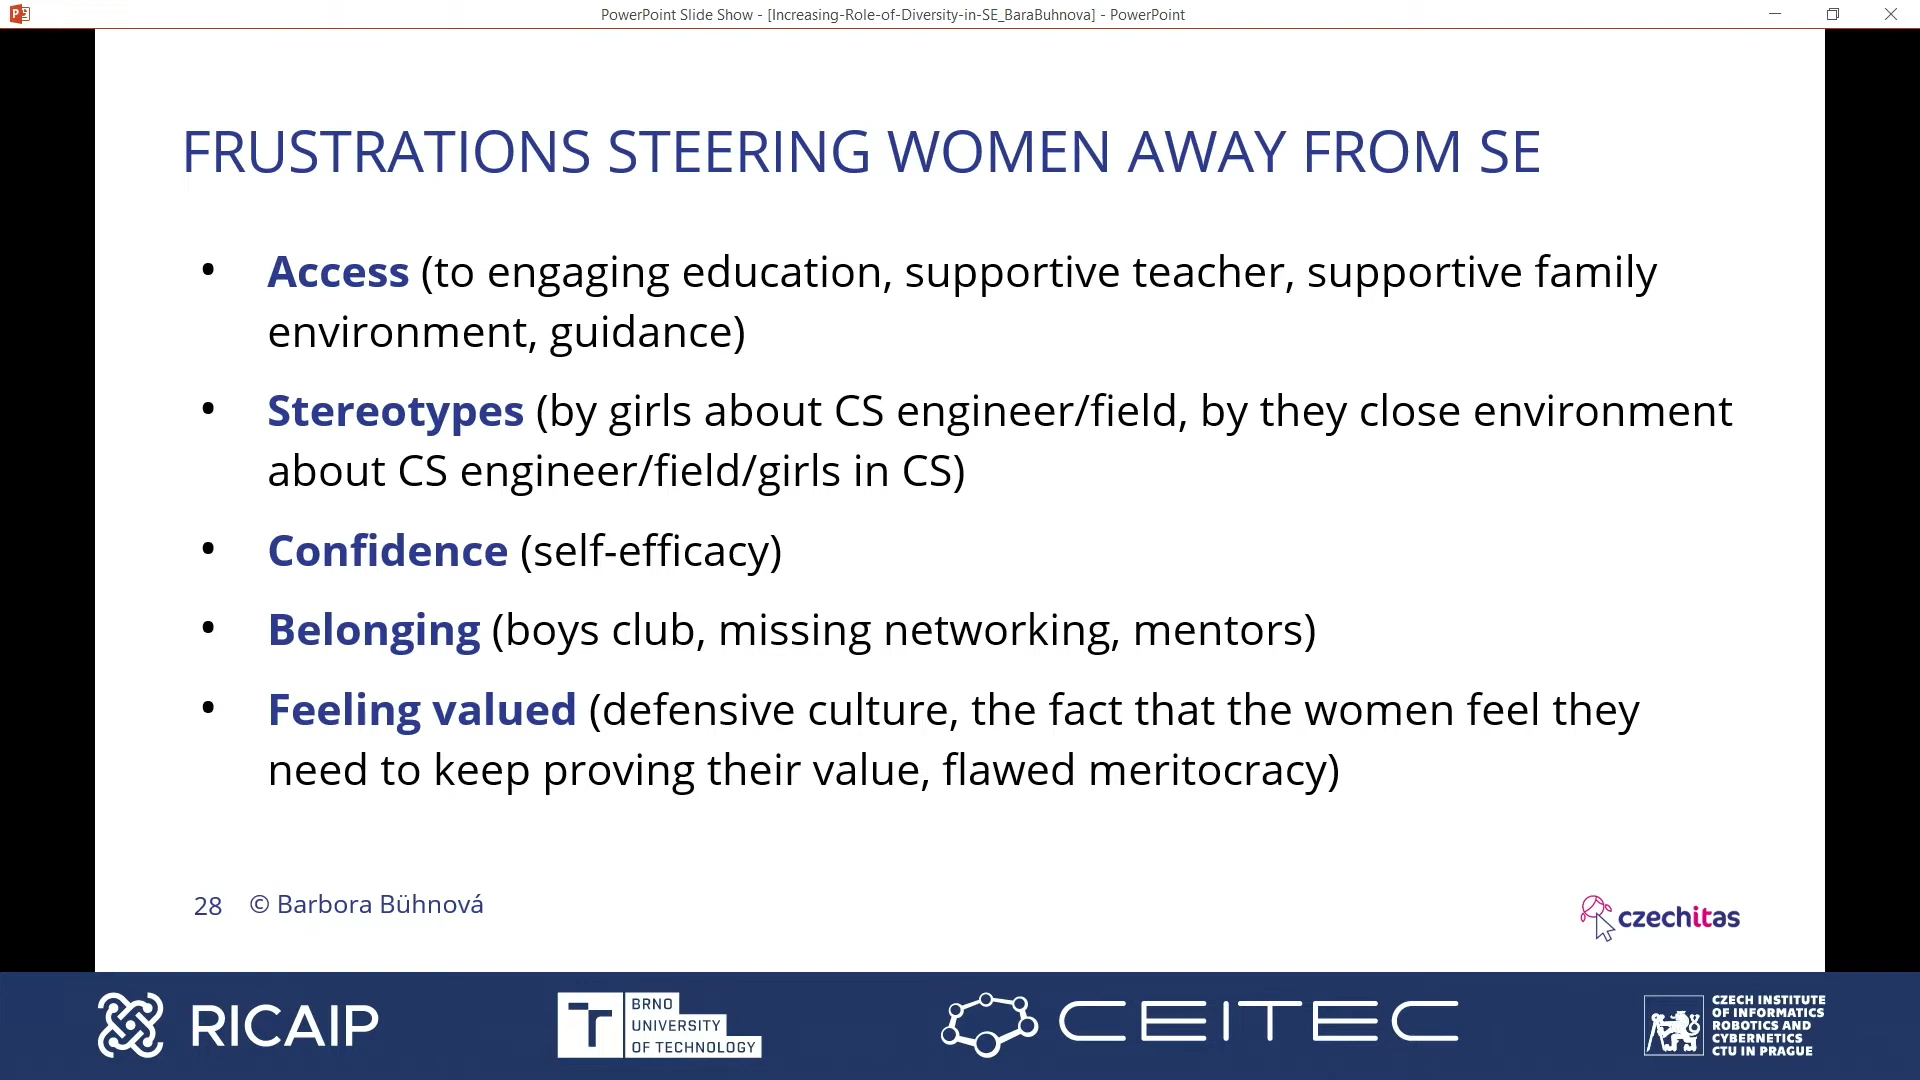 PowerPoint Slide Show - [Increasing-Role-of-Diversity-in-SE_BaraBuhnova] - PowerPoint
FRUSTRATIONS STEERING WOMEN AWAY FROM SE
• Access (to engaging education, supportive teacher, supportive family
environment, guidance)
• Stereotypes (by girls about CS engineer/field, by they close environment
about CS engineer/field/girls in CS)
• Confidence (self-efficacy)
• Belonging (boys club, missing networking, mentors)
• Feeling valued (defensive culture, the fact that the women feel they
need to keep proving their value, flawed meritocracy)
28 © Barbora Bühnová
czechitas
RICAIP
T BRNO
UNIVERSITY
OF TECHNOLOGY
CEITEC
CZECH INSTITUTE
OF INFORMATICS
ROBOTICS AND
CYBERNETICS
CTU IN PRAGUE